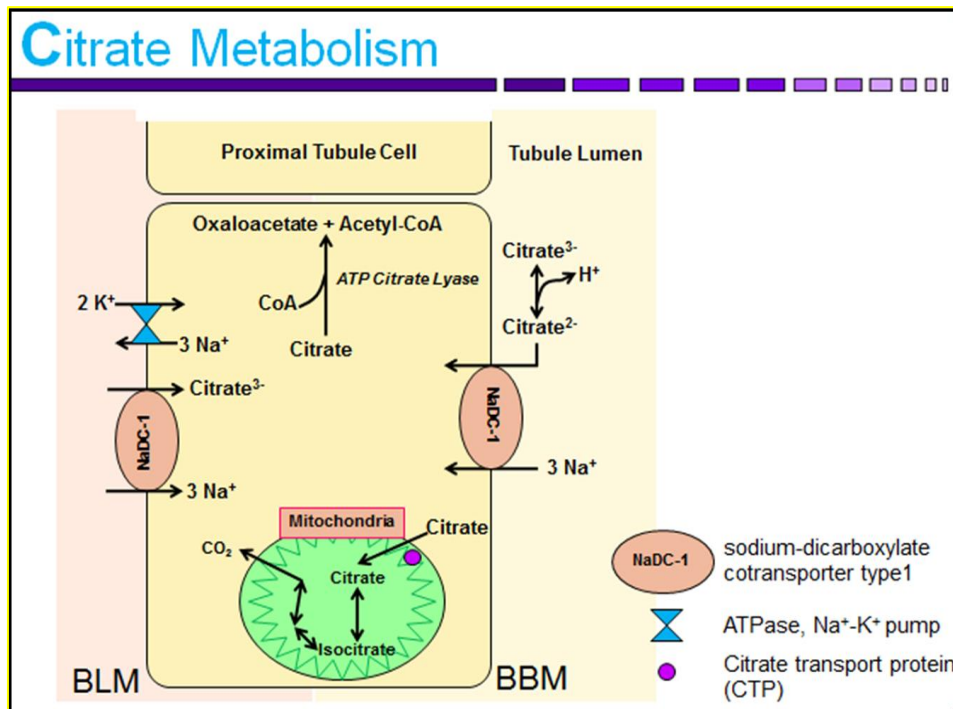 Citrate Metabolism
Proximal Tubule Cell
Tubule Lumen
Oxaloacetate + Acetyl-CoA
ATP Citrate Lyase
CoA
Citrate
Citrate³⁻
H⁺
Citrate²⁻
2 K⁺
3 Na⁺
Citrate³⁻
NaDC-1
3 Na⁺
NaDC-1
3 Na⁺
Mitochondria
Citrate
CO₂
Citrate
Isocitrate
BLM
BBM
NaDC-1
sodium-dicarboxylate
cotransporter type1
ATPase, Na⁺-K⁺ pump
Citrate transport protein
(CTP)